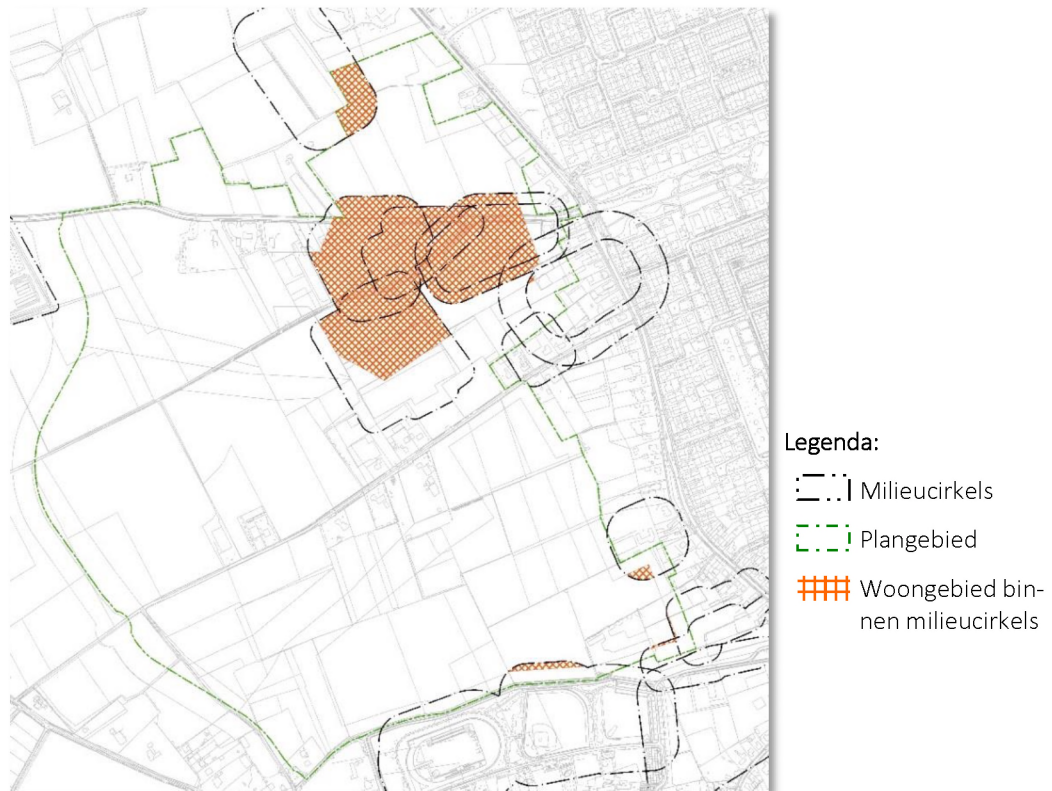 Legenda:
Milieucirkels
Plangebied
Woongebied bin-
nen milieucirkels